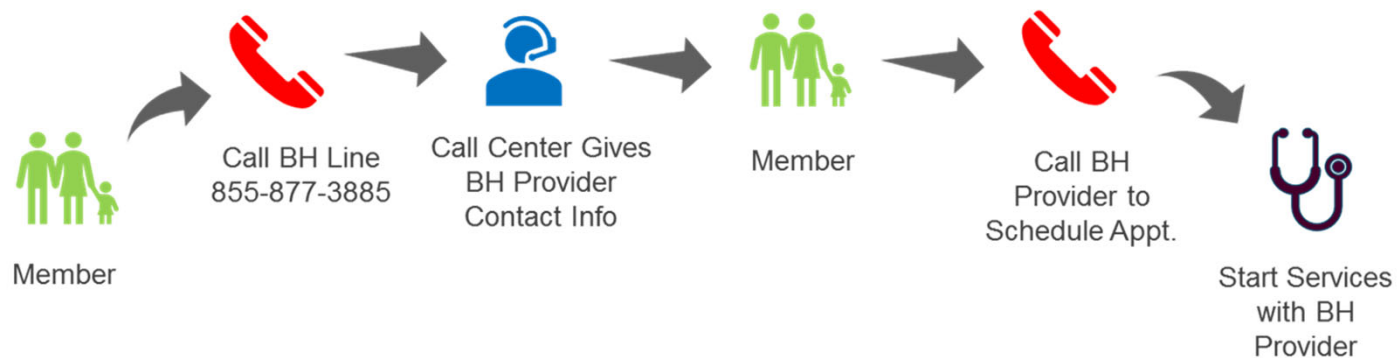 Member
Call BH Line
855-877-3885
Call Center Gives
BH Provider
Contact Info
Member
Call BH
Provider to
Schedule Appt.
Start Services
with BH
Provider